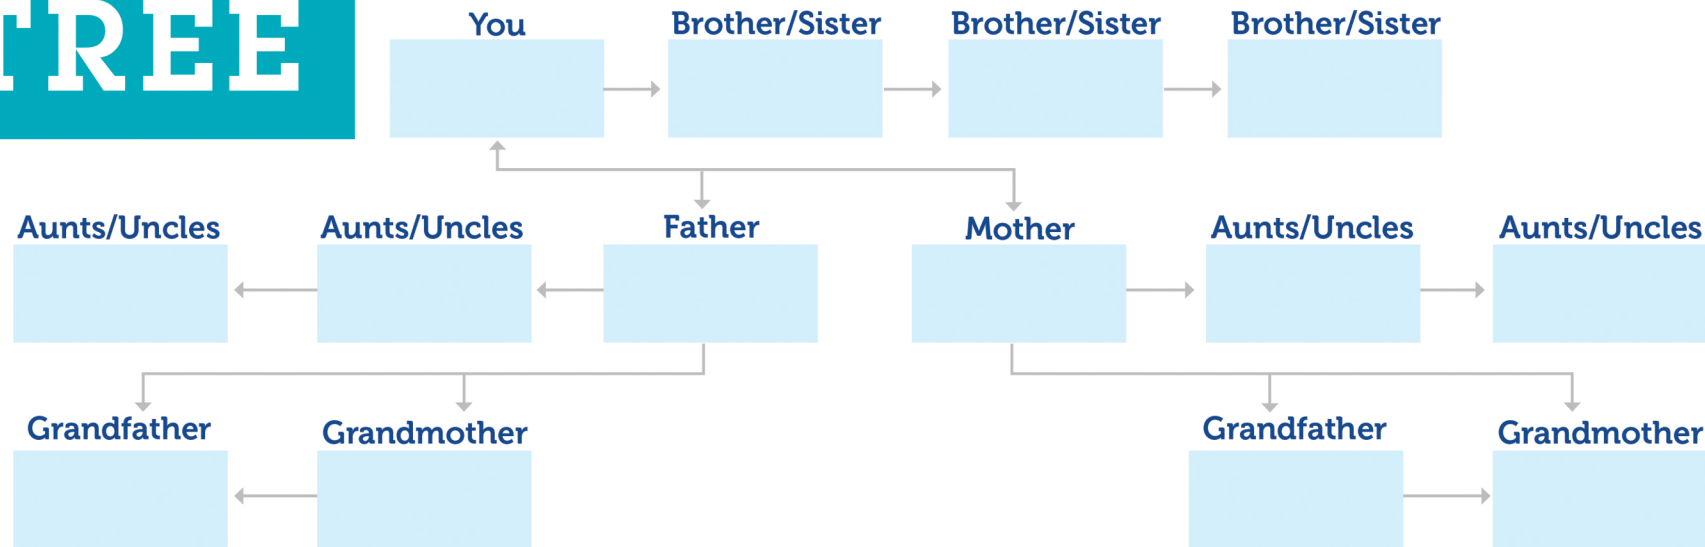 TREE
You
Brother/Sister
Brother/Sister
Brother/Sister
Aunts/Uncles
Aunts/Uncles
Father
Mother
Aunts/Uncles
Aunts/Uncles
Grandfather
Grandmother
Grandfather
Grandmother